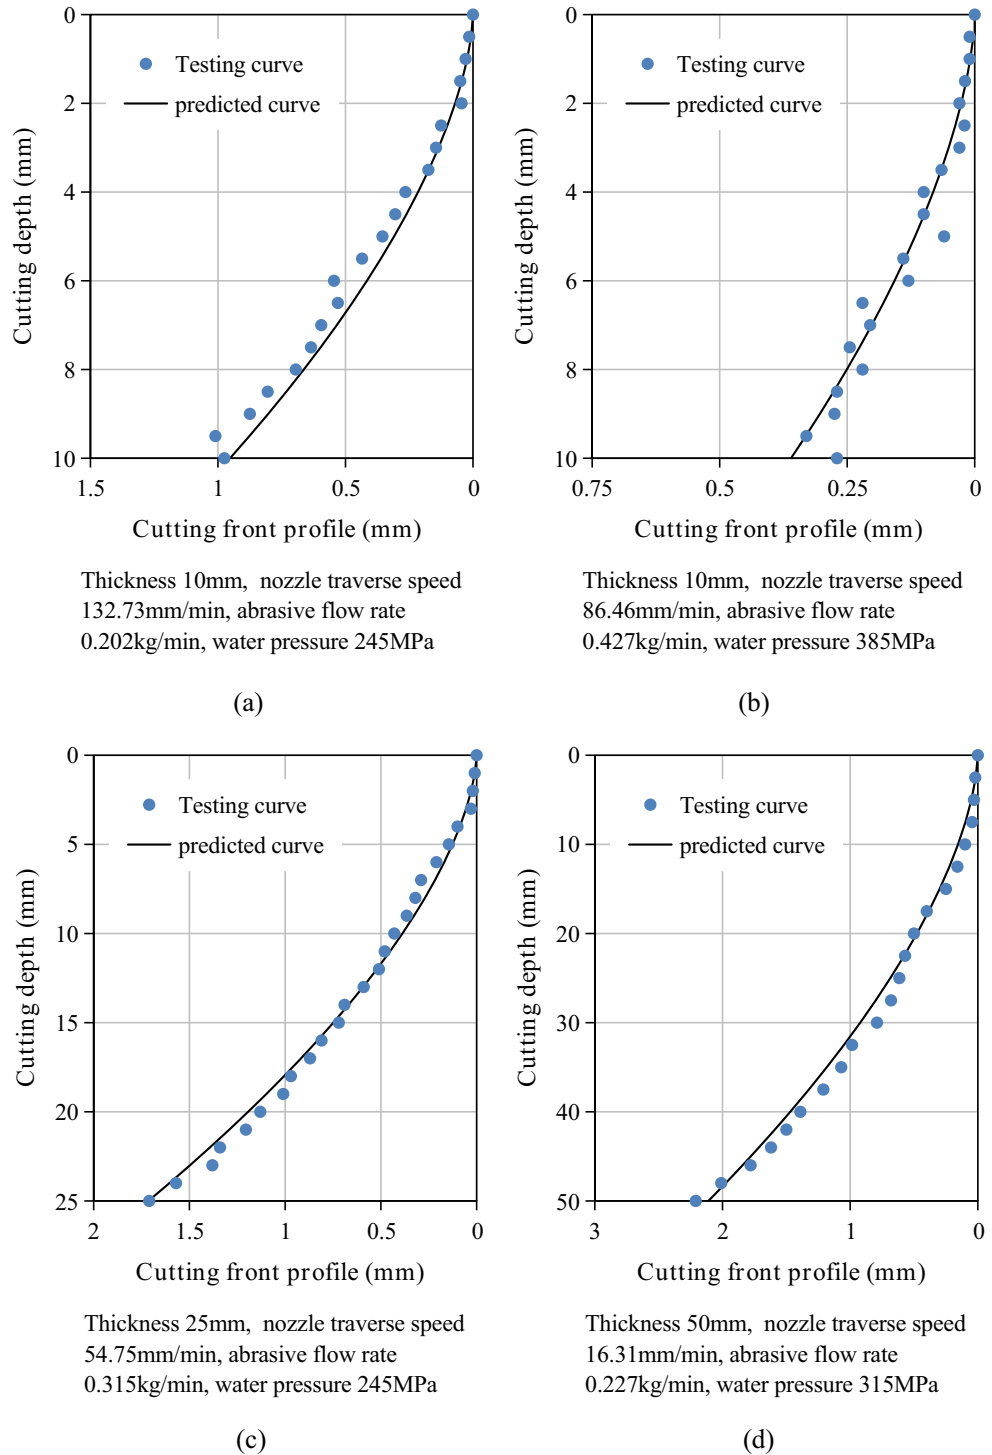 0
2
4
6
8
10
Cutting depth (mm)
Testing curve
predicted curve
1.5 1 0.5 0
Cutting front profile (mm)
Thickness 10mm, nozzle traverse speed
132.73mm/min, abrasive flow rate
0.202kg/min, water pressure 245MPa
(a)
0
2
4
6
8
10
Cutting depth (mm)
Testing curve
predicted curve
0.75 0.5 0.25 0
Cutting front profile (mm)
Thickness 10mm, nozzle traverse speed
86.46mm/min, abrasive flow rate
0.427kg/min, water pressure 385MPa
(b)
0
5
10
15
20
25
Cutting depth (mm)
Testing curve
predicted curve
2 1.5 1 0.5 0
Cutting front profile (mm)
Thickness 25mm, nozzle traverse speed
54.75mm/min, abrasive flow rate
0.315kg/min, water pressure 245MPa
(c)
0
10
20
30
40
50
Cutting depth (mm)
Testing curve
predicted curve
3 2 1 0
Cutting front profile (mm)
Thickness 50mm, nozzle traverse speed
16.31mm/min, abrasive flow rate
0.227kg/min, water pressure 315MPa
(d)